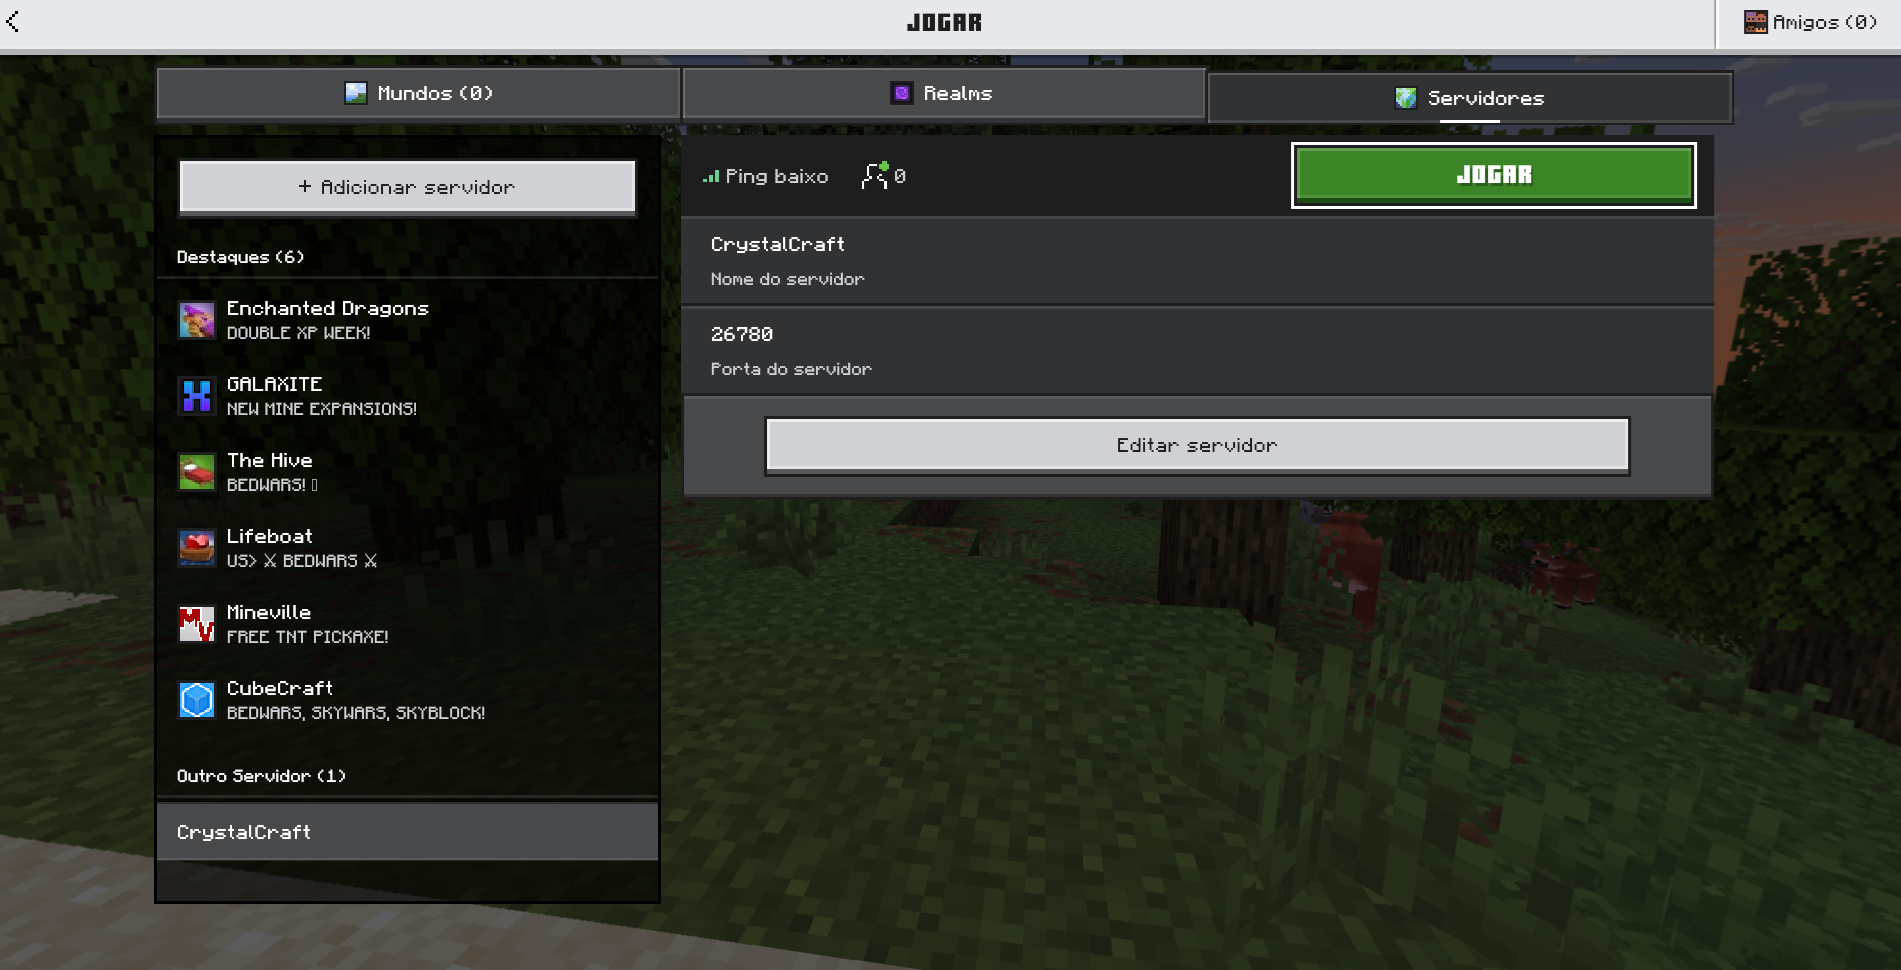 JOGAR
Amigos (0)
Mundos (0)
Realms
Servidores
+ Adicionar servidor
Destaques (6)
Enchanted Dragons
DOUBLE XP WEEK!
GALAXITE
NEW MINE EXPANSIONS!
The Hive
BEDWARS!
Lifeboat
US> ⚔ BEDWARS ⚔
Mineville
FREE TNT PICKAXE!
CubeCraft
BEDWARS, SKYWARS, SKYBLOCK!
Outro Servidor (1)
CrystalCraft
Ping baixo
0
JOGAR
CrystalCraft
Nome do servidor
26780
Porta do servidor
Editar servidor